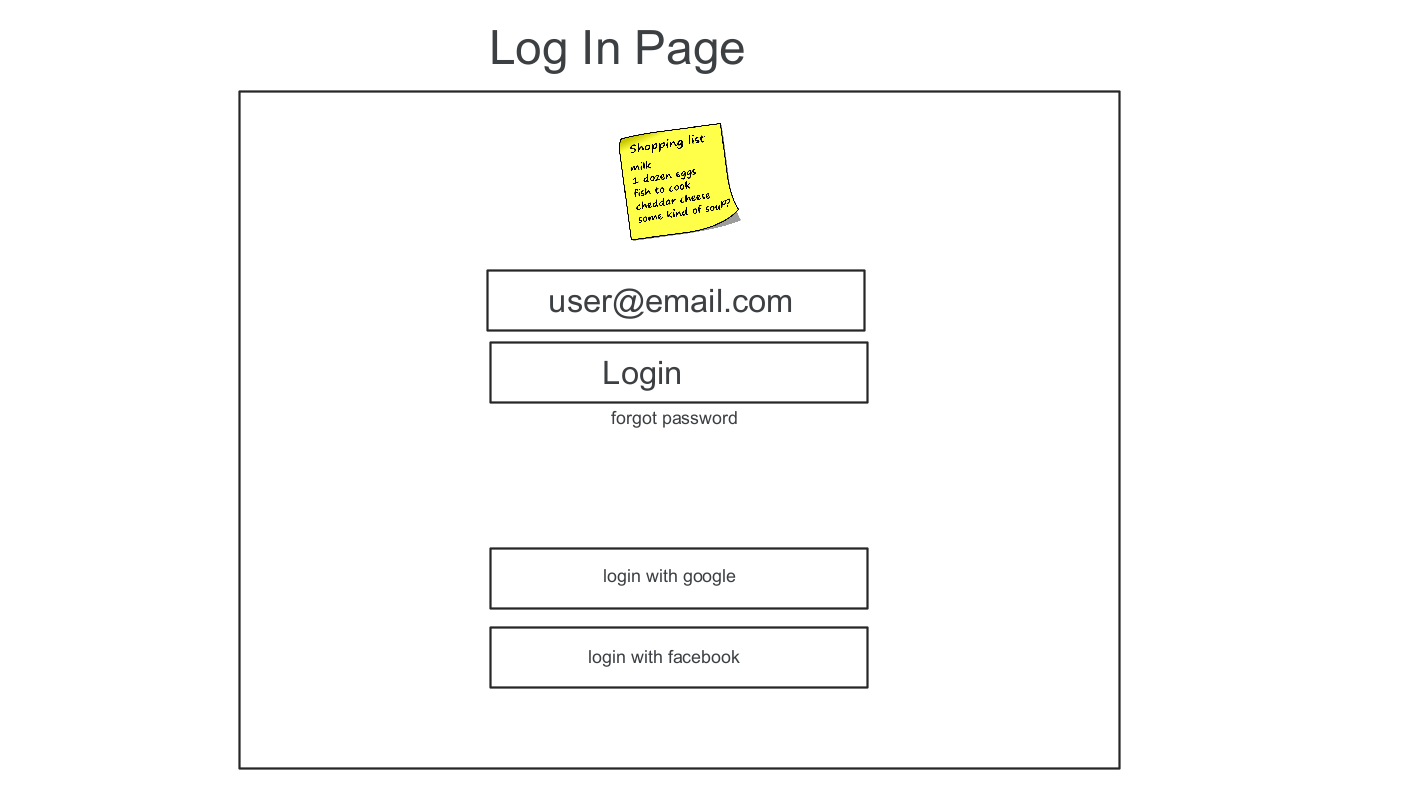 Log In Page
Shopping list
milk
1 dozen eggs
fish to cook
cheddar cheese
some kind of soup?
user@email.com
Login
forgot password
login with google
login with facebook